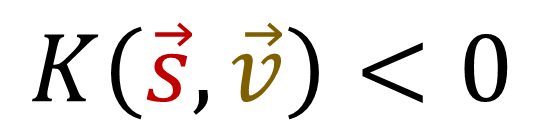 K(s⃗, v⃗) < 0